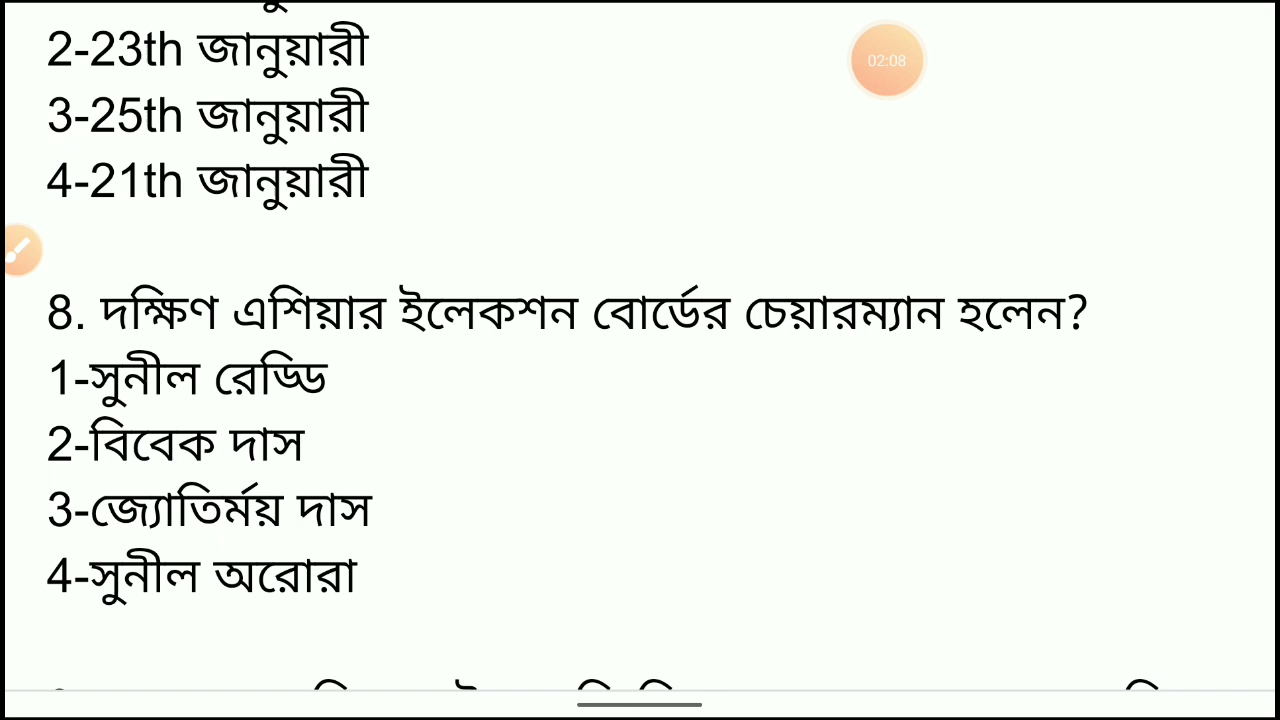 2-23th জানুয়ারী
02:08
3-25th জানুয়ারী
4-21th জানুয়ারী
8. দক্ষিণ এশিয়ার ইলেকশন বোর্ডের চেয়ারম্যান হলেন?
1-সুনীল রেড্ডি
2-বিবেক দাস
3-জ্যোতির্ময় দাস
4-সুনীল অরোরা